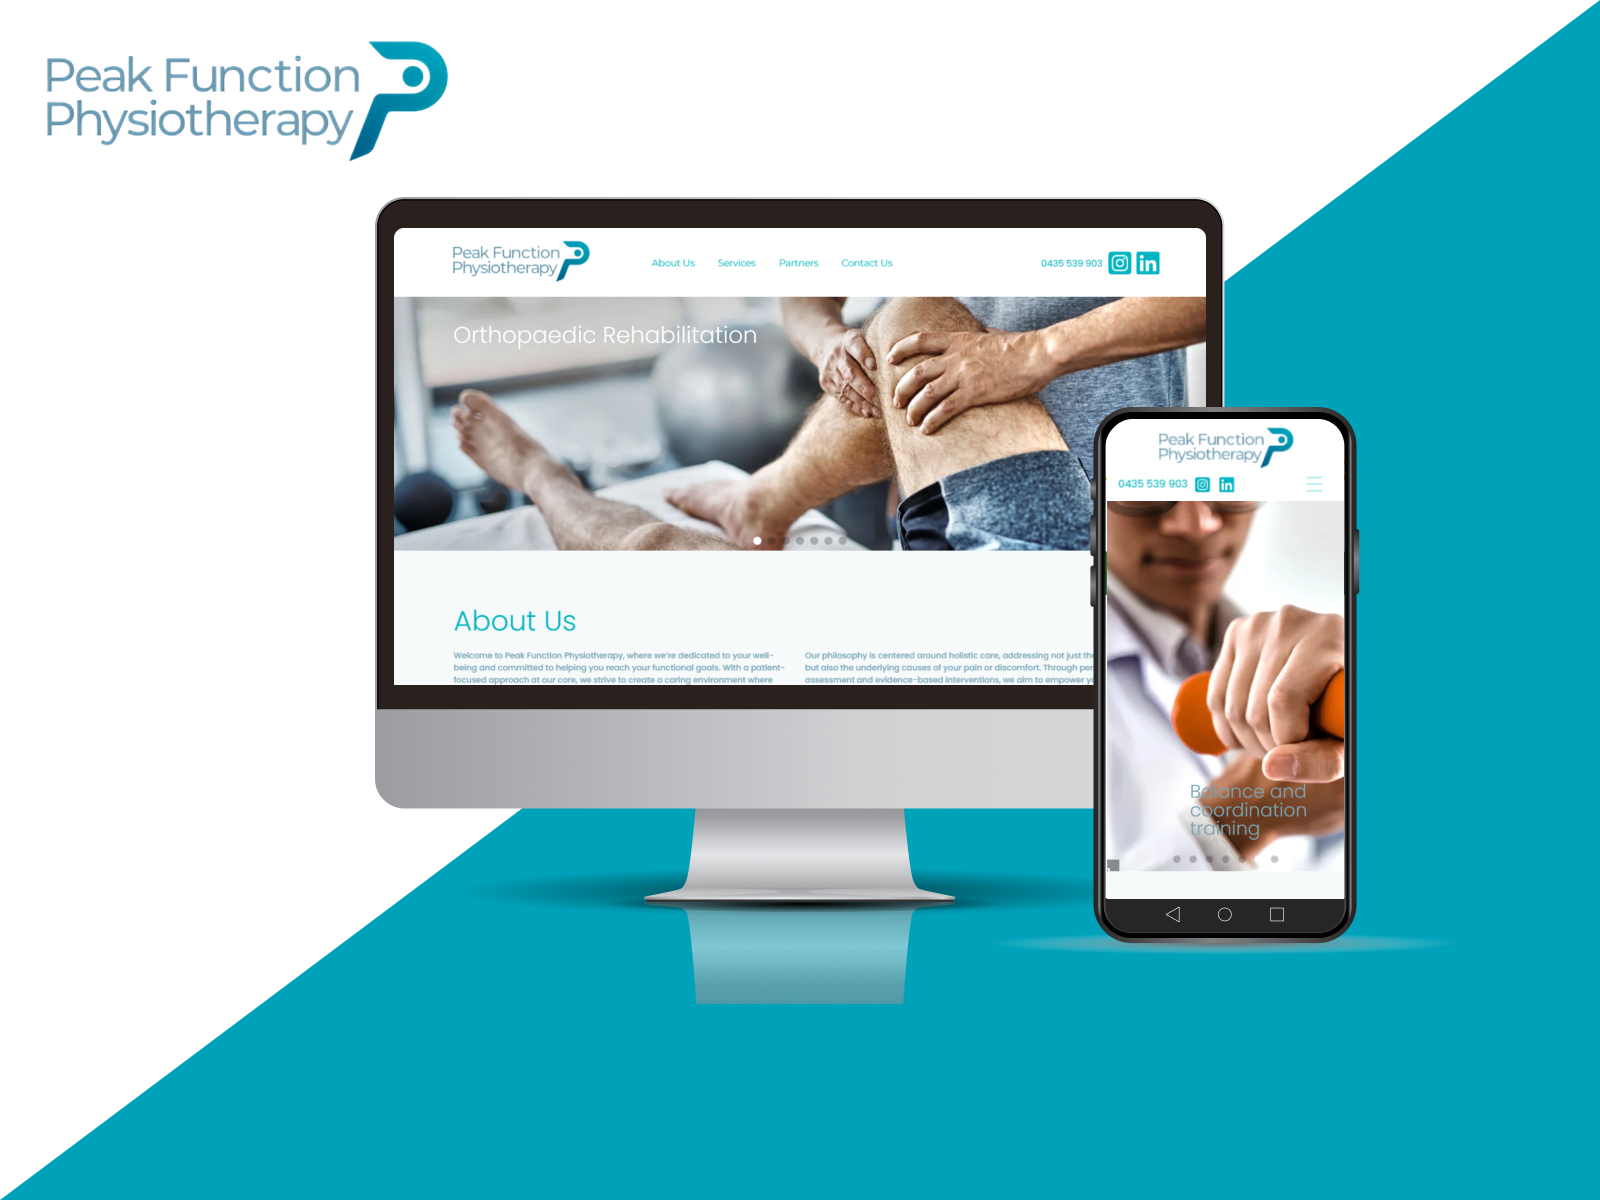 Peak Function
Physiotherapy
Peak Function
Physiotherapy
About Us
Services
Partners
Contact Us
0435 539 903
in
Orthopaedic Rehabilitation
About Us
Welcome to Peak Function Physiotherapy, where we're dedicated to your well-
being and committed to helping you reach your functional goals. With a patient-
focused approach at our core, we strive to create a caring environment where
Our philosophy is centered around holistic care, addressing not just the
but also the underlying causes of your pain or discomfort. Through
assessment and evidence-based interventions, we aim to empower
Peak Function
Physiotherapy
0435 539 903
in
Balance and
coordination
training